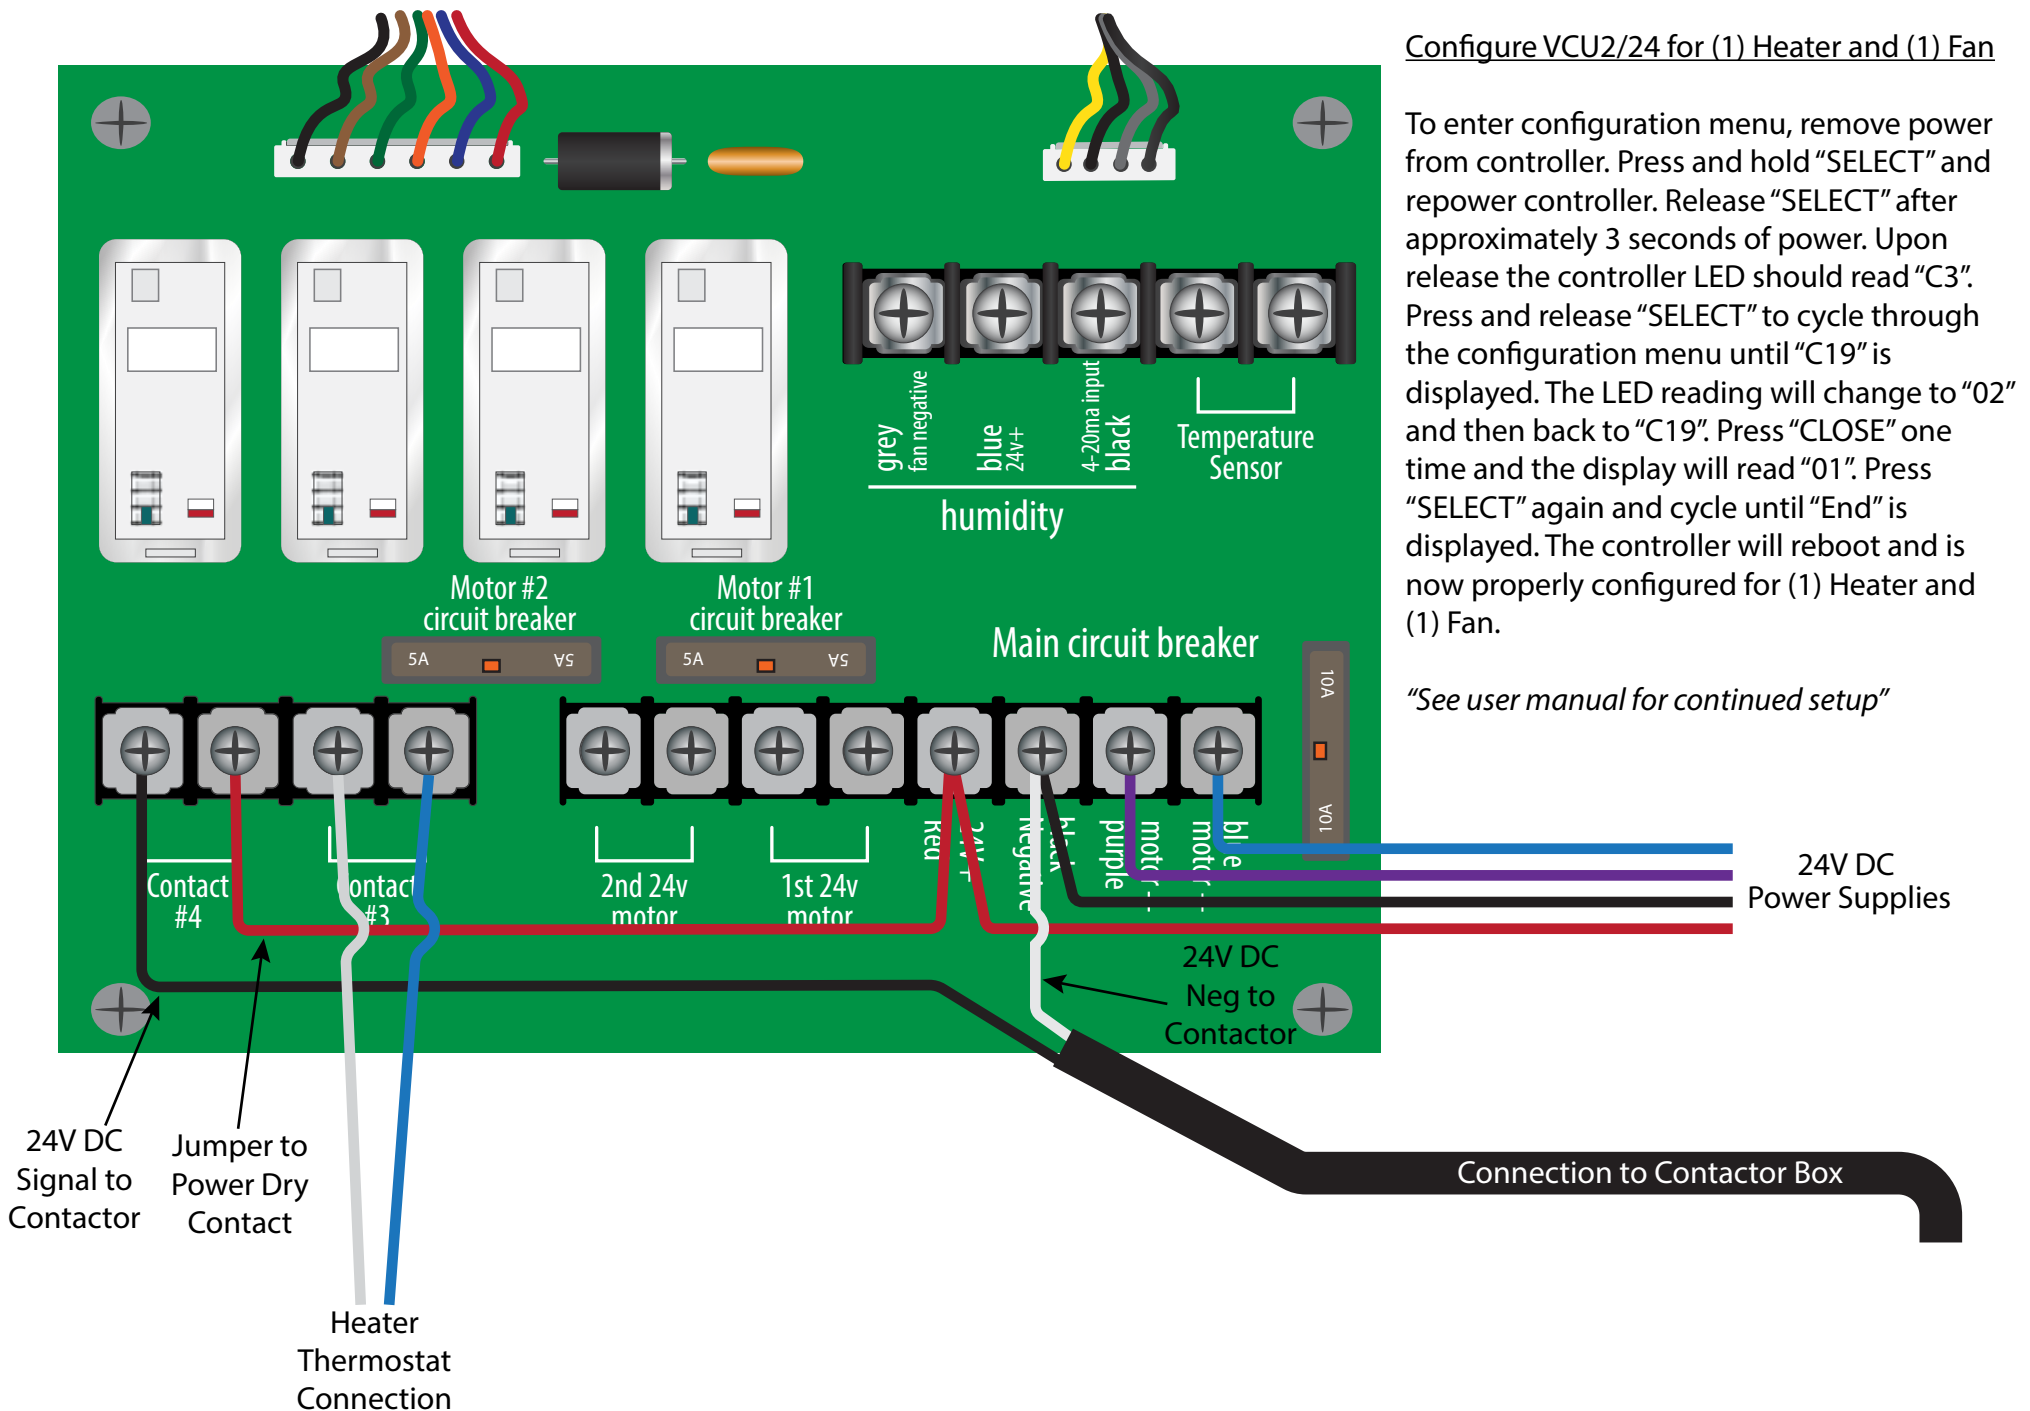 Configure VCU2/24 for (1) Heater and (1) Fan
To enter configuration menu, remove power
from controller. Press and hold “SELECT” and
repower controller. Release “SELECT” after
approximately 3 seconds of power. Upon
release the controller LED should read “C3”.
Press and release “SELECT” to cycle through
the configuration menu until “C19” is
displayed. The LED reading will change to “02”
and then back to “C19”. Press “CLOSE” one
time and the display will read “01”. Press
“SELECT” again and cycle until “End” is
displayed. The controller will reboot and is
now properly configured for (1) Heater and
(1) Fan.
“See user manual for continued setup”
grey
fan negative
blue
24v+
4-20ma input
black
humidity
Temperature
Sensor
Motor #2
circuit breaker
5A
5A
Motor #1
circuit breaker
5A
5A
Main circuit breaker
10A
10A
Contact
#4
Contact
#3
2nd 24v
motor
1st 24v
motor
Red
24V +
Negative
black
purple
motor --
motor --
blue
24V DC
Power Supplies
24V DC
Neg to
Contactor
24V DC
Signal to
Contactor
Jumper to
Power Dry
Contact
Connection to Contactor Box
Heater
Thermostat
Connection